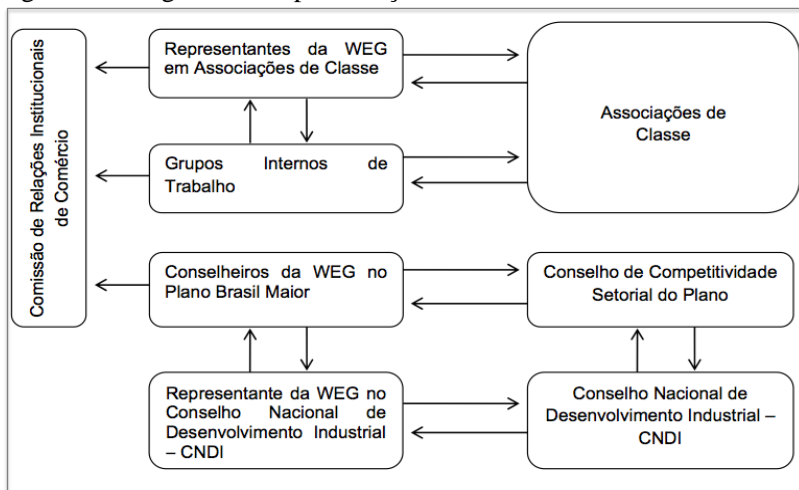 Comissão de Relações Institucionais
de Comércio
Representantes da WEG
em Associações de Classe
Grupos Internos de
Trabalho
Associações de
Classe
Conselheiros da WEG no
Plano Brasil Maior
Conselho de Competitividade
Setorial do Plano
Representante da WEG no
Conselho Nacional de
Desenvolvimento Industrial
– CNDI
Conselho Nacional de
Desenvolvimento Industrial –
CNDI